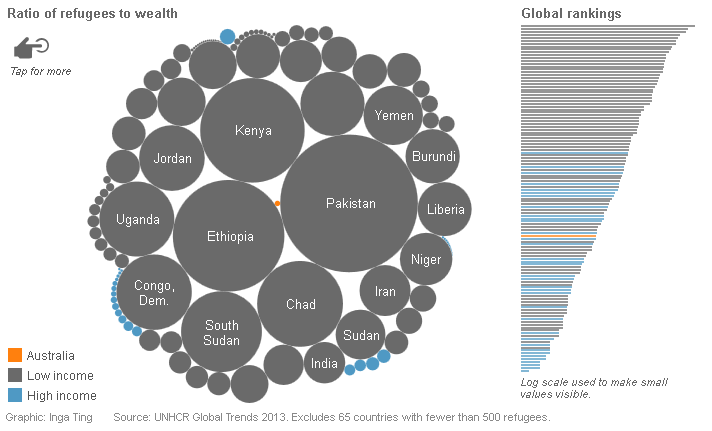 Ratio of refugees to wealth
Global rankings
Tap for more
Kenya
Yemen
Jordan
Burundi
Pakistan
Liberia
Uganda
Ethiopia
Niger
Congo,
Dem.
Iran
Chad
South
Sudan
Sudan
India
Australia
Low income
High income
Log scale used to make small
values visible.
Graphic: Inga Ting Source: UNHCR Global Trends 2013. Excludes 65 countries with fewer than 500 refugees.